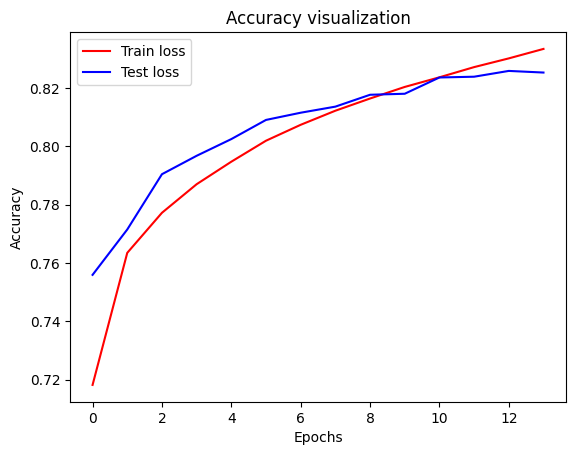 Accuracy visualization
Train loss
Test loss
0.82
0.80
0.78
0.76
0.74
0.72
Accuracy
0 2 4 6 8 10 12
Epochs